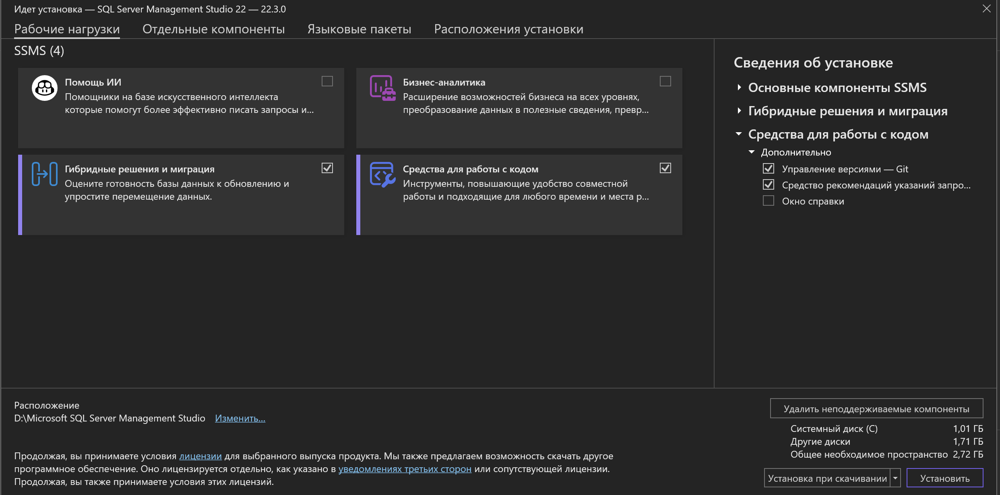 Идет установка — SQL Server Management Studio 22 — 22.3.0
Рабочие нагрузки
Отдельные компоненты
Языковые пакеты
Расположения установки
SSMS (4)
Помощь ИИ
Помощники на базе искусственного интеллекта
которые помогут более эффективно писать запросы и...
Бизнес-аналитика
Расширение возможностей бизнеса на всех уровнях,
преобразование данных в полезные сведения, превр...
Гибридные решения и миграция
Оцените готовность базы данных к обновлению и
упростите перемещение данных.
Средства для работы с кодом
Инструменты, повышающие удобство совместной
работы и подходящие для любого времени и места р...
Сведения об установке
Основные компоненты SSMS
Гибридные решения и миграция
Средства для работы с кодом
Дополнительно
Управление версиями — Git
Средство рекомендаций указаний запро...
Окно справки
Расположение
D:\Microsoft SQL Server Management Studio Изменить...
Продолжая, вы принимаете условия лицензии для выбранного выпуска продукта. Мы также предлагаем возможность скачать другое
программное обеспечение. Оно лицензируется отдельно, как указано в уведомлениях третьих сторон или сопутствующей лицензии.
Продолжая, вы также принимаете условия этих лицензий.
Удалить неподдерживаемые компоненты
Системный диск (C) 1,01 ГБ
Другие диски 1,71 ГБ
Общее необходимое пространство 2,72 ГБ
Установка при скачивании
Установить